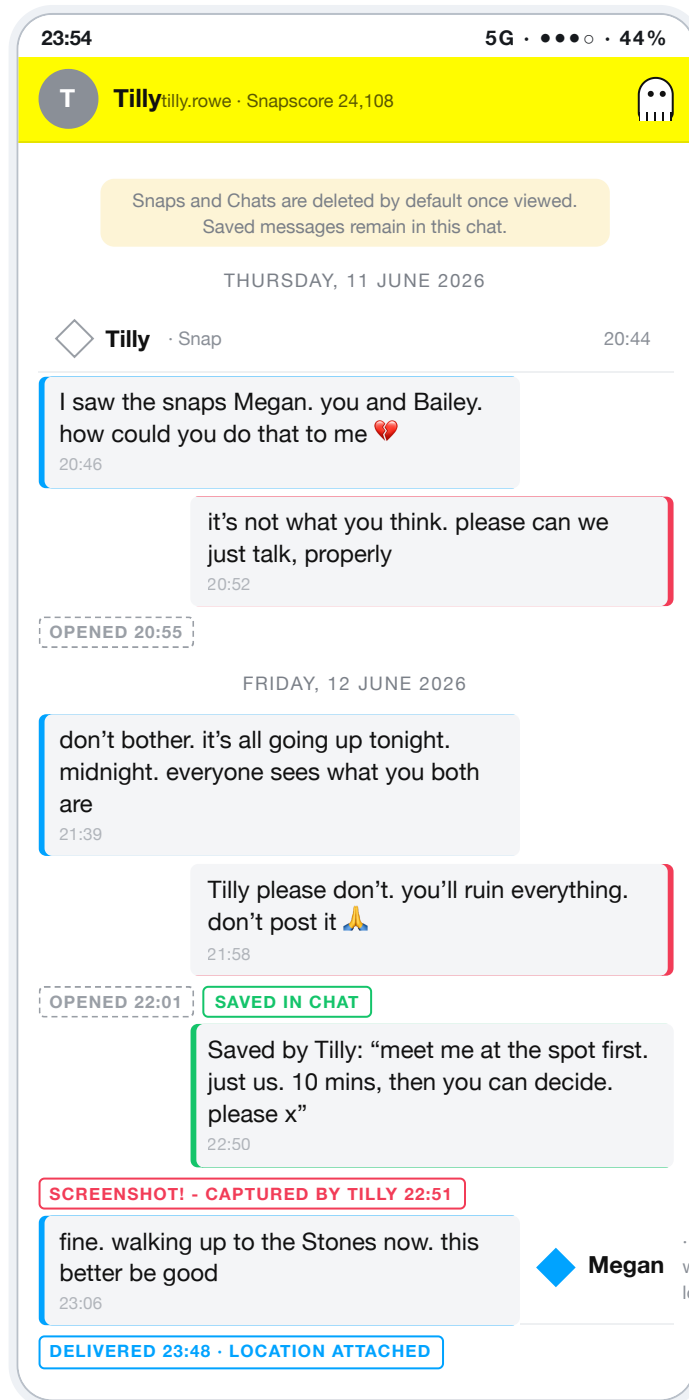 23:54
5G · ●●●○ · 44%
T
Tilly tilly.rowe · Snapscore 24,108
Snaps and Chats are deleted by default once viewed.
Saved messages remain in this chat.
THURSDAY, 11 JUNE 2026
Tilly · Snap 20:44
I saw the snaps Megan. you and Bailey.
how could you do that to me 💔
20:46
it’s not what you think. please can we
just talk, properly
20:52
OPENED 20:55
FRIDAY, 12 JUNE 2026
don’t bother. it’s all going up tonight.
midnight. everyone sees what you both
are
21:39
Tilly please don’t. you’ll ruin everything.
don’t post it 🙏
21:58
OPENED 22:01
SAVED IN CHAT
Saved by Tilly: “meet me at the spot first.
just us. 10 mins, then you can decide.
please x”
22:50
SCREENSHOT! - CAPTURED BY TILLY 22:51
fine. walking up to the Stones now. this
better be good
23:06
Megan
DELIVERED 23:48 · LOCATION ATTACHED